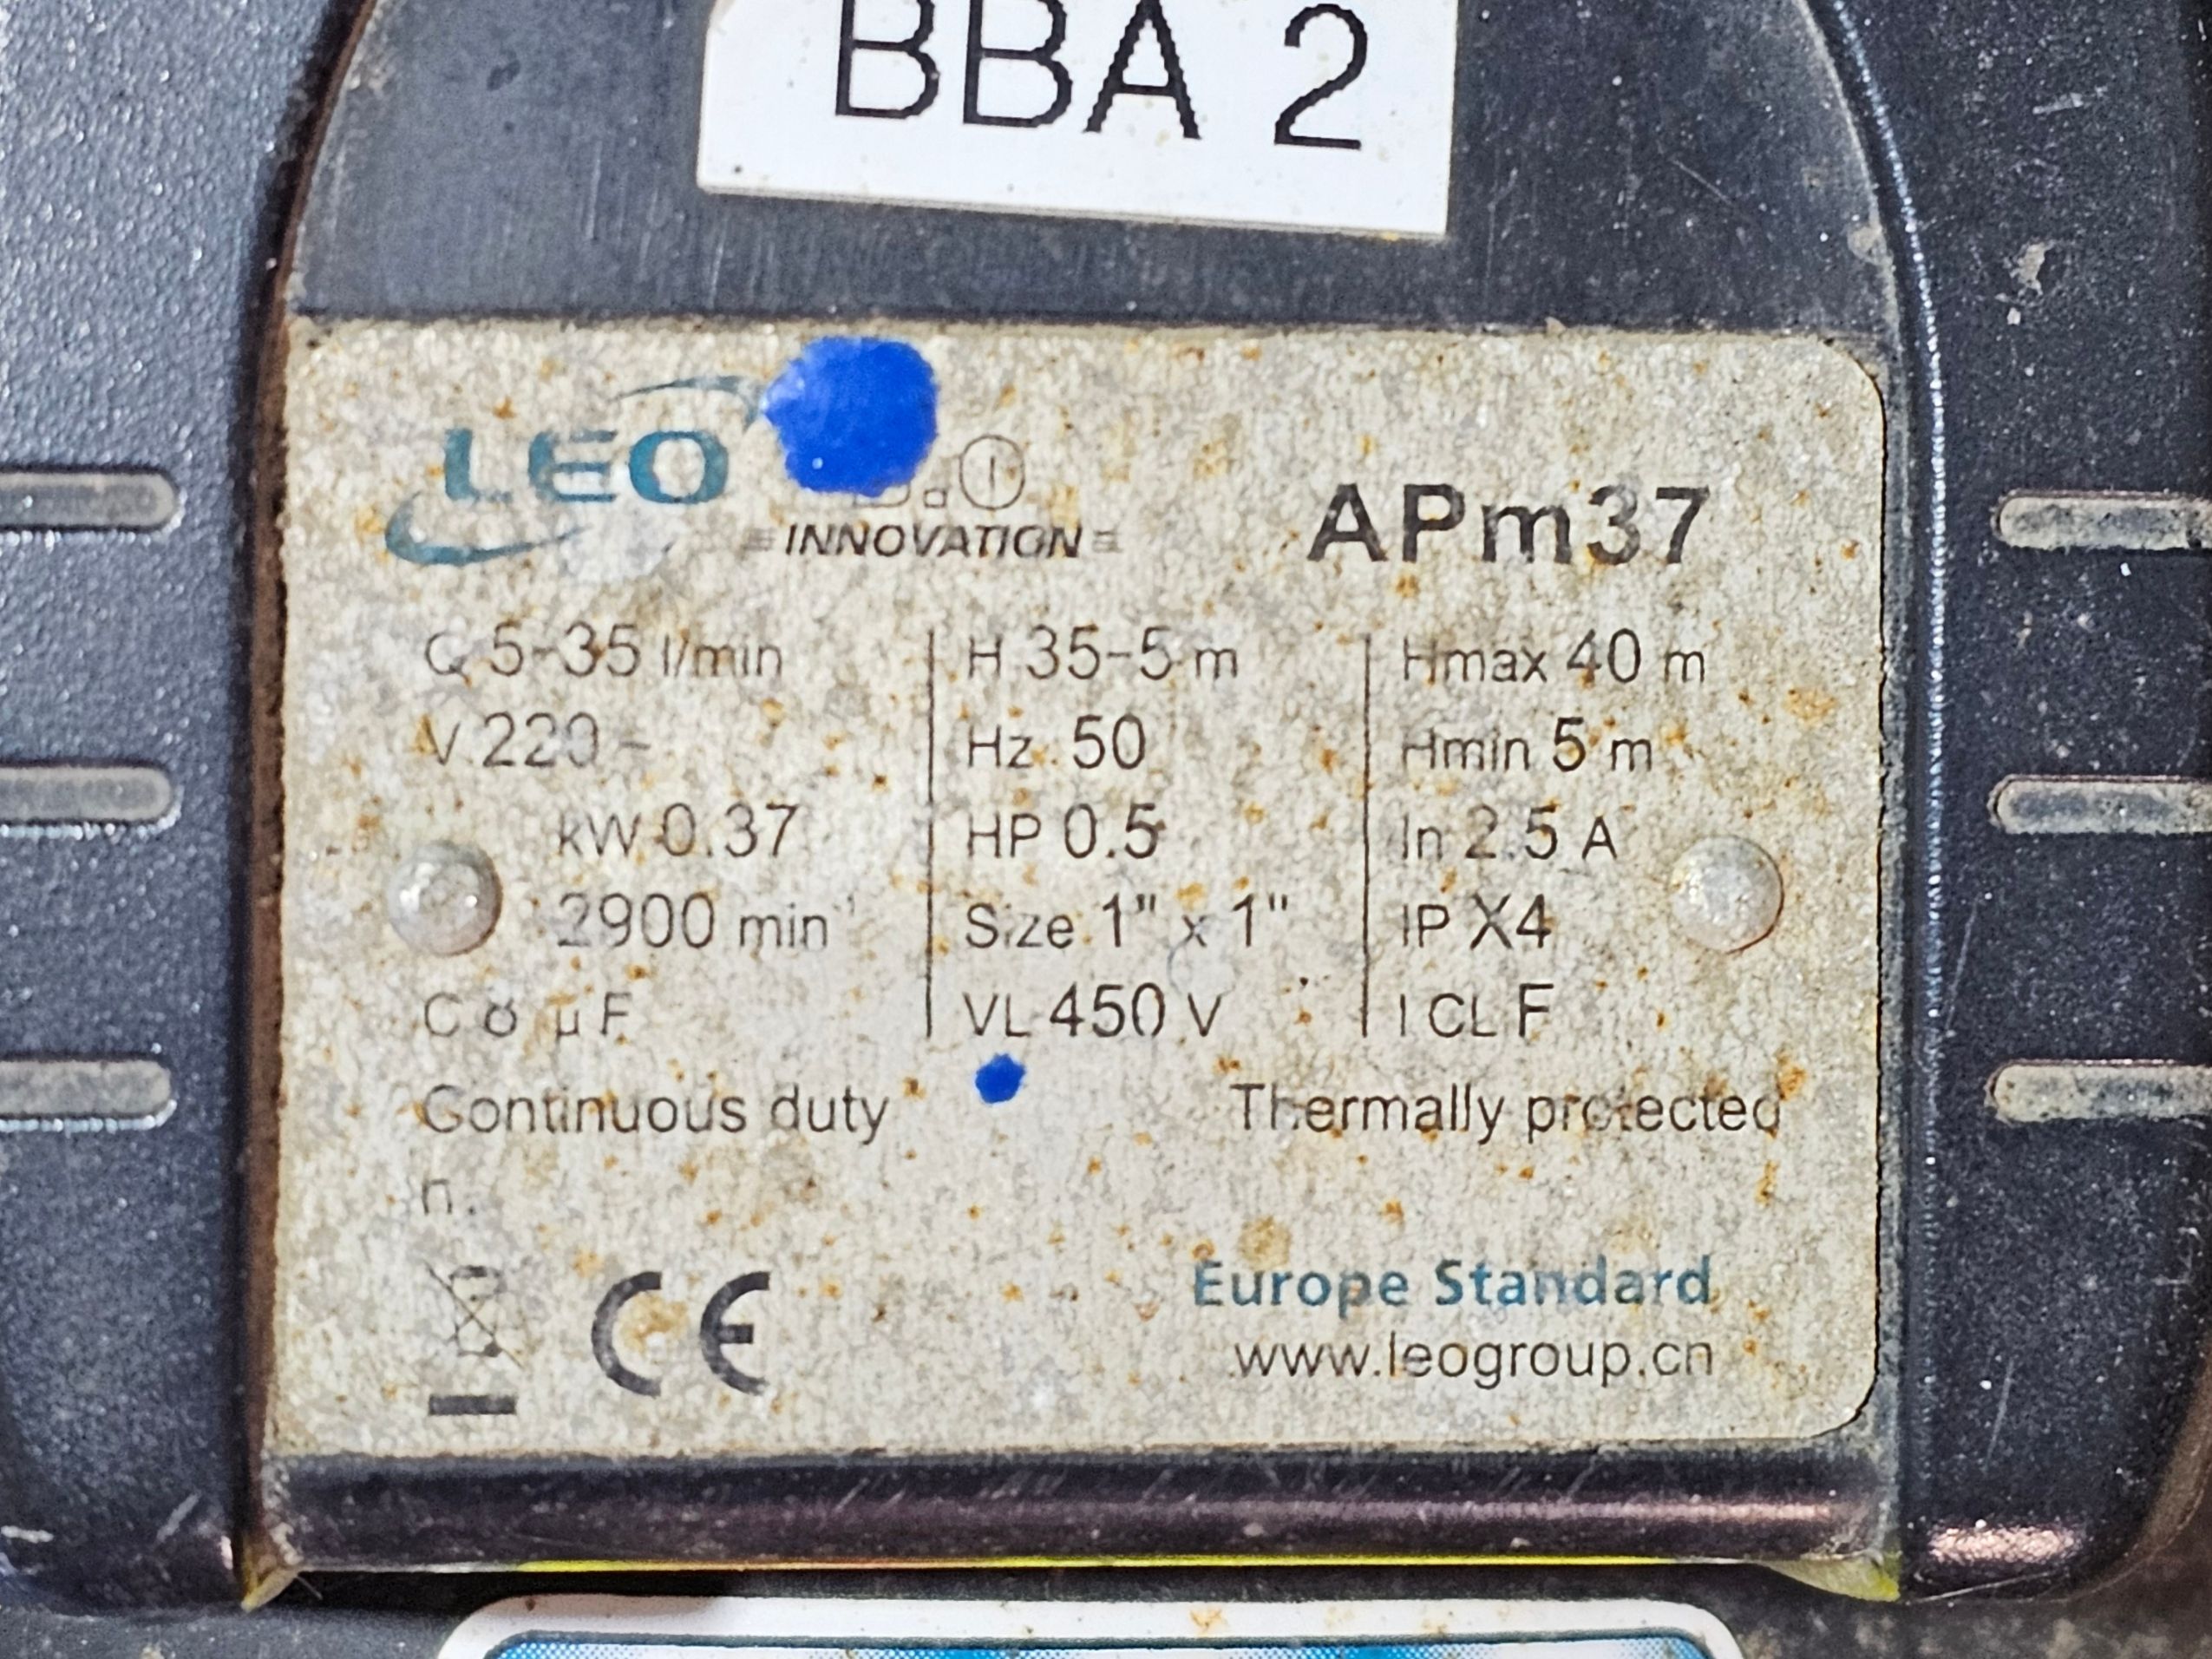 BBA 2
LEO
INNOVATION
APm37
Q 5-35 l/min H 35-5 m Hmax 40 m
V 220 ~ Hz 50 Hmin 5 m
kW 0.37 HP 0.5 In 2.5 A
2900 min⁻¹ Size 1" x 1" IP X4
C 8 µF VL 450 V I CL F
Continuous duty Thermally protected
n.
CE
Europe Standard
www.leogroup.cn